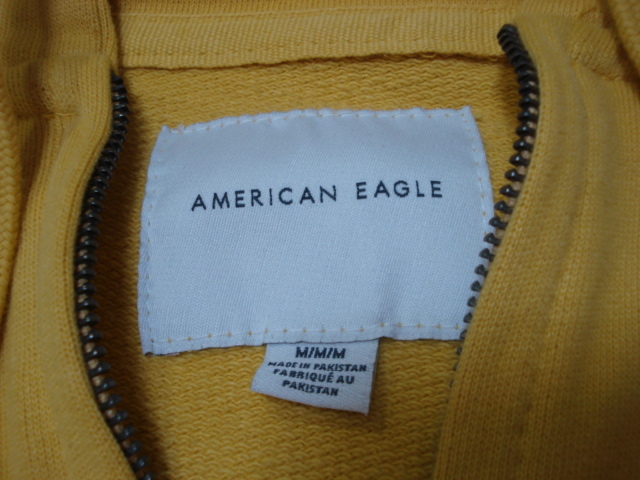 AMERICAN EAGLE
M/M/M
MADE IN PAKISTAN
FABRIQUÉ AU
PAKISTAN